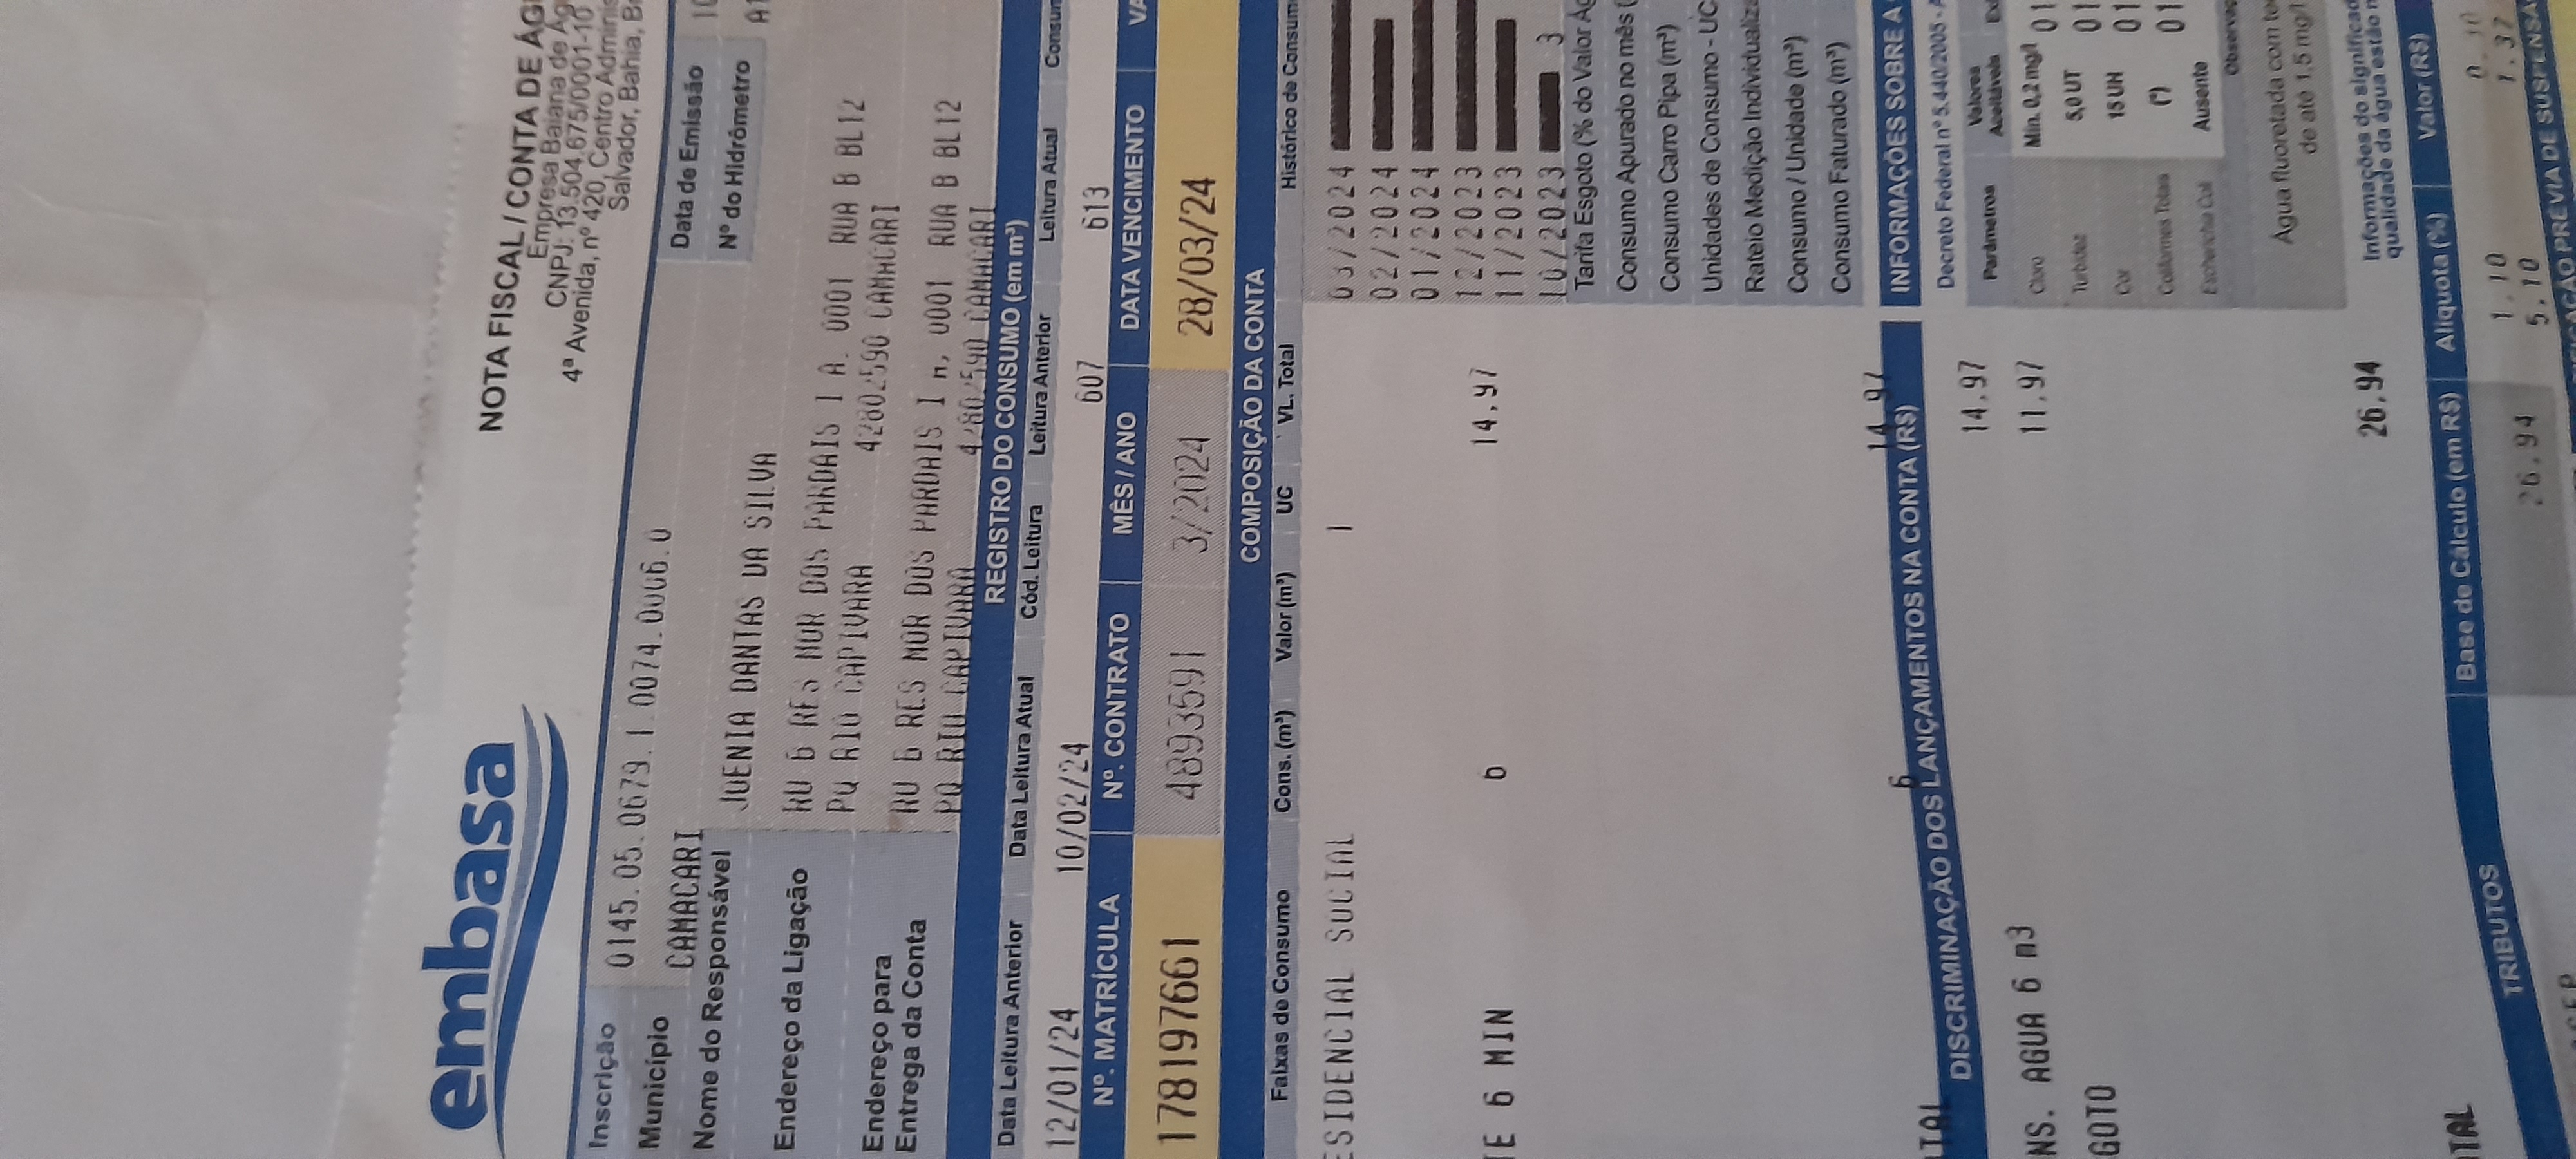 embasa
NOTA FISCAL / CONTA DE ÁG
Empresa Baiana de Ág
CNPJ: 13.504.675/0001-10
4ª Avenida, nº 420, Centro Adminis
Salvador, Bahia, Br
Inscrição 0145.05.0679.1.0074.0006.0
Município CAMACARI
Data de Emissão 10
Nome do Responsável JOENIA DANTAS DA SILVA
Nº do Hidrômetro A1
Endereço da Ligação RU B RES MOR DOS PARDAIS I A, 0001 RUA B BL12
PQ RIO CAPIVARA 42802590 CAMACARI
Endereço para
Entrega da Conta RU B RES MOR DOS PARDAIS I A, 0001 RUA B BL12
PQ RIO CAPIVARA 42802590 CAMACARI
REGISTRO DO CONSUMO (em m³)
Data Leitura Anterior Data Leitura Atual Cód. Leitura Leitura Anterior Leitura Atual Consum
12/01/24 10/02/24 607 613
Nº. MATRÍCULA Nº. CONTRATO MÊS / ANO DATA VENCIMENTO VA
178197661 4893591 3/2024 28/03/24
COMPOSIÇÃO DA CONTA
Faixas de Consumo Cons. (m³) Valor (m³) UC VL. Total Histórico de Consum
ESIDENCIAL SOCIAL 1
03/2024
02/2024
01/2024
12/2023
11/2023
10/2023 3
TE 6 MIN 6 14.97
Tarifa Esgoto (% do Valor Ág
Consumo Apurado no mês (
Consumo Carro Pipa (m³)
Unidades de Consumo - UC
Rateio Medição Individualiza
Consumo / Unidade (m³)
Consumo Faturado (m³)
OTAL 6 14.97
DISCRIMINAÇÃO DOS LANÇAMENTOS NA CONTA (R$)
NS. AGUA 6 m3 14.97
GOTO 11.97
INFORMAÇÕES SOBRE A
Decreto Federal nº 5.440/2005 - A
Parâmetros Valores Aceitáveis Exi
Cloro Min. 0,2 mg/l 01
Turbidez 5,0 UT 01
Cor 15 UH 01
Coliformes Totais (*) 01
Escherichia Coli Ausente
Observaç
Água fluoretada com te
de até 1,5 mg/l
Informações do significad
qualidade da água estão n
OTAL 26.94
TRIBUTOS Base de Cálculo (em R$) Alíquota (%) Valor (R$)
26.94 1.10 0.30
5.10 1.37
ASEP
IFICAÇÃO PRÉVIA DE SUSPENSÃ